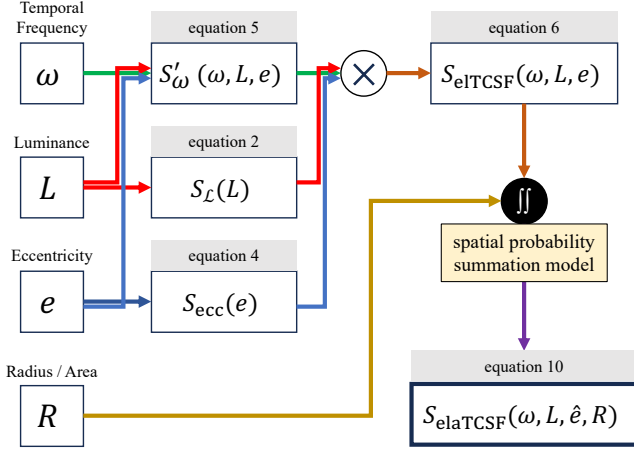 Temporal
Frequency
ω
equation 5
S′ω (ω, L, e)
×
equation 6
SelTCSF(ω, L, e)
Luminance
L
equation 2
Sℒ(L)
∬
spatial probability
summation model
Eccentricity
e
equation 4
Secc(e)
Radius / Area
R
equation 10
SelaTCSF(ω, L, ê, R)